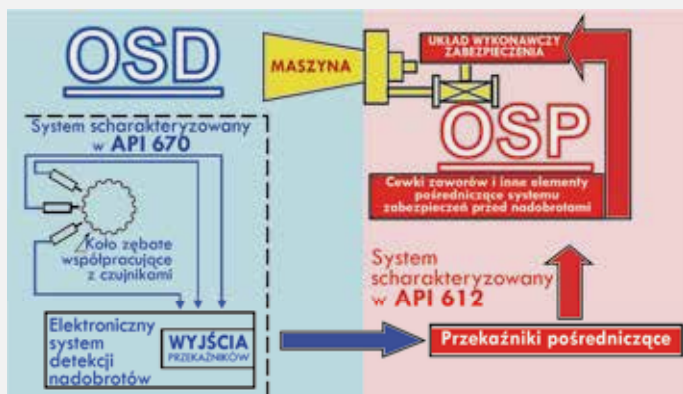 OSD
MASZYNA
UKŁAD WYKONAWCZY
ZABEZPIECZENIA
System scharakteryzowany
w API 670
OSP
Cewki zaworów i inne elementy
pośredniczące systemu
zabezpieczeń przed nadobrotami
Koło zębate
współpracujące
z czujnikami
System
scharakteryzowany
w API 612
Elektroniczny
system
detekcji
nadobrotów
WYJŚCIA
PRZEKAŹNIKÓW
Przekaźniki pośredniczące